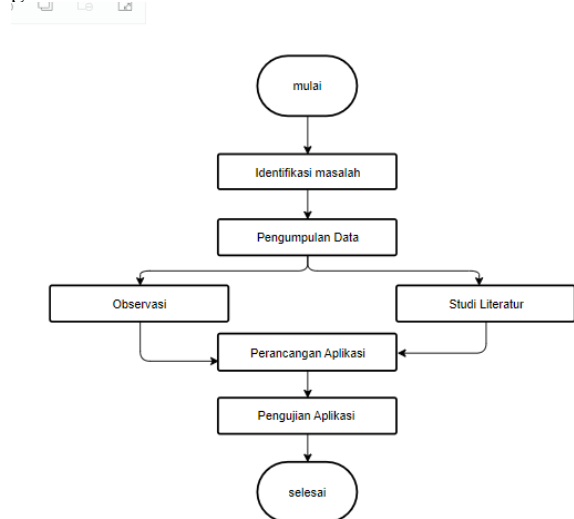 mulai
Identifikasi masalah
Pengumpulan Data
Observasi
Studi Literatur
Perancangan Aplikasi
Pengujian Aplikasi
selesai